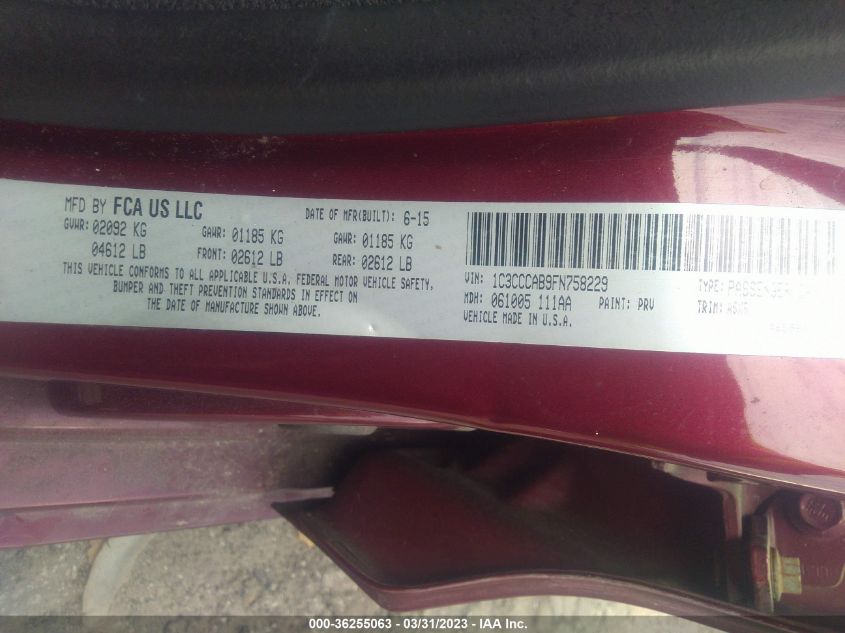 MFD BY FCA US LLC DATE OF MFR(BUILT): 6-15
GVWR: 02092 KG GAWR: 01185 KG GAWR: 01185 KG
04612 LB FRONT: 02612 LB REAR: 02612 LB
THIS VEHICLE CONFORMS TO ALL APPLICABLE U.S.A. FEDERAL MOTOR VEHICLE SAFETY,
BUMPER AND THEFT PREVENTION STANDARDS IN EFFECT ON
THE DATE OF MANUFACTURE SHOWN ABOVE.
VIN: 1C3CCCAB9FN758229 TYPE:
MDH: 061005 111AA PAINT: PRV TRIM:
VEHICLE MADE IN U.S.A.
000-36255063 - 03/31/2023 - IAA Inc.